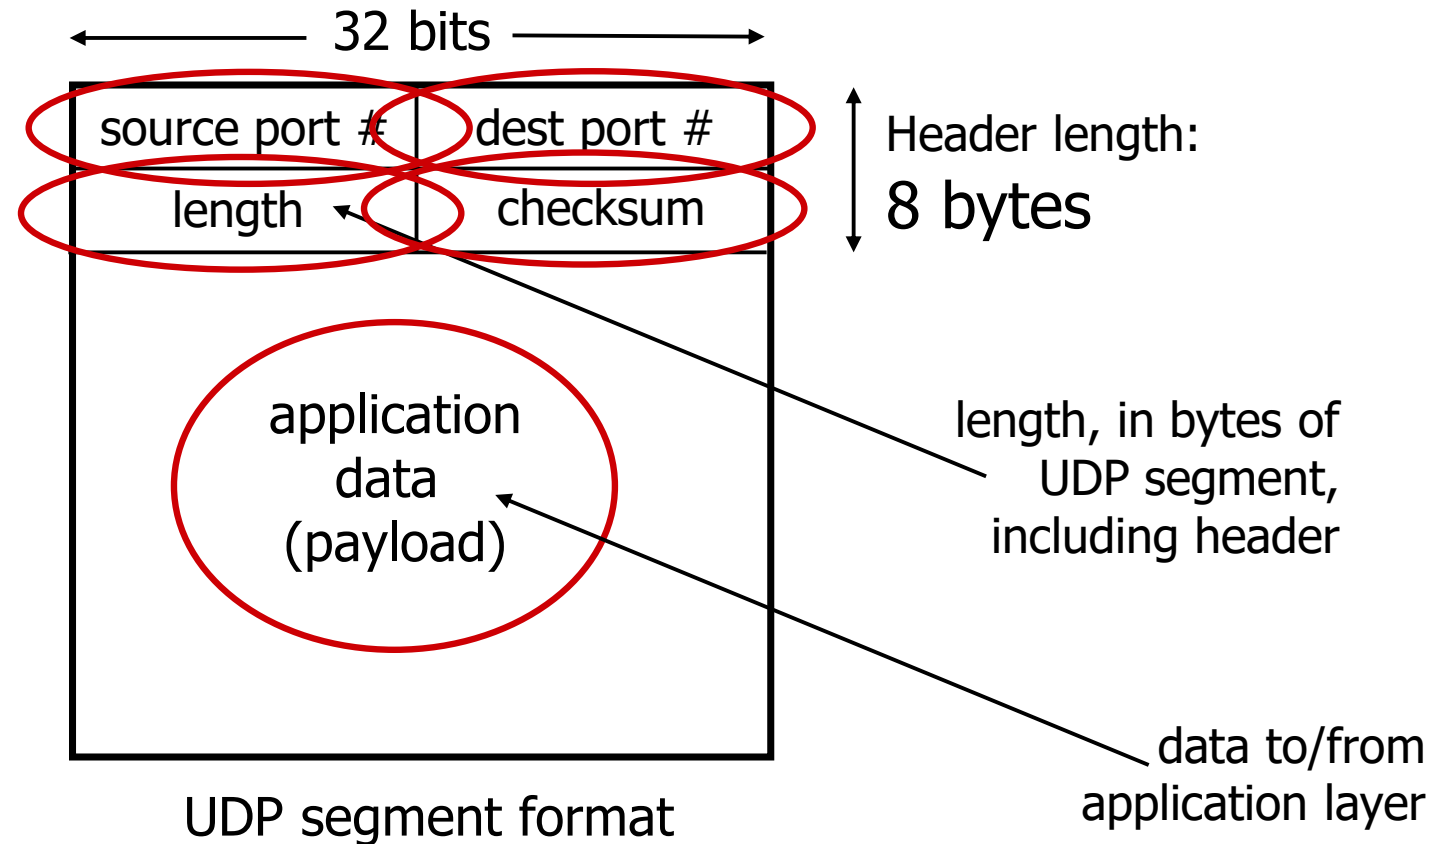 32 bits
source port #
dest port #
Header length:
8 bytes
length
checksum
application
data
(payload)
length, in bytes of
UDP segment,
including header
data to/from
application layer
UDP segment format